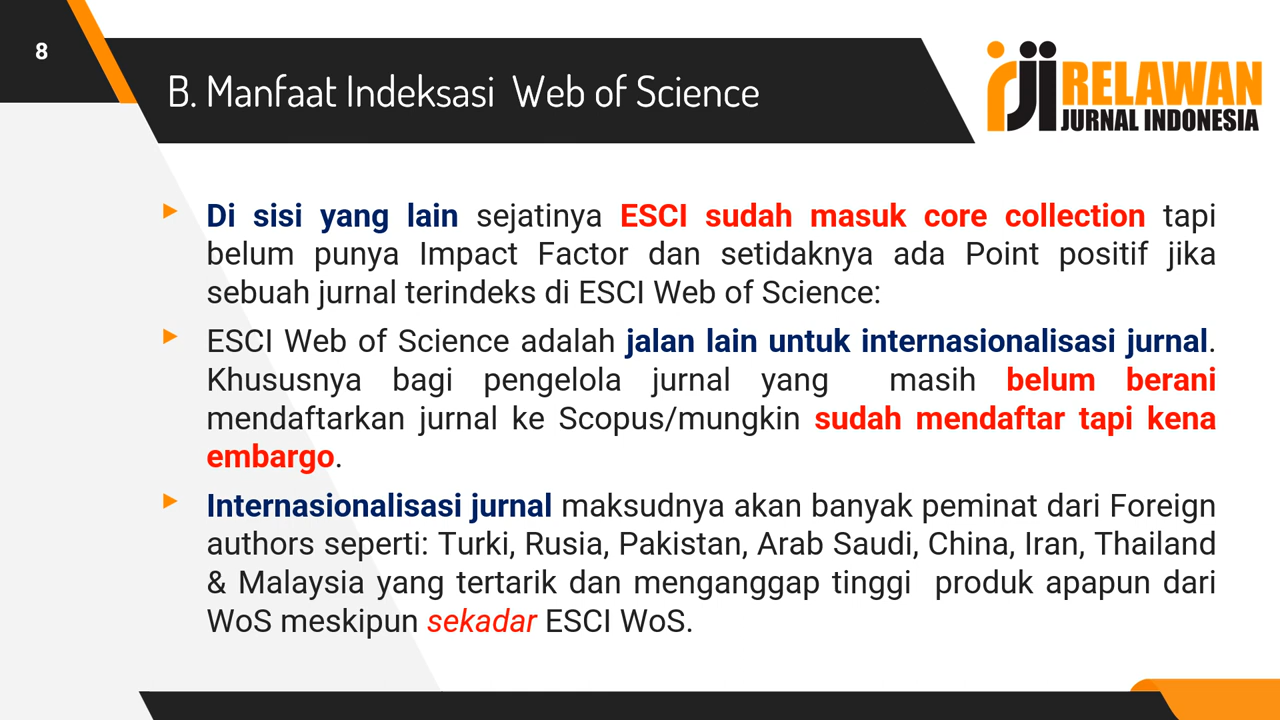 8
B. Manfaat Indeksasi Web of Science
RELAWAN
JURNAL INDONESIA
Di sisi yang lain sejatinya ESCI sudah masuk core collection tapi
belum punya Impact Factor dan setidaknya ada Point positif jika
sebuah jurnal terindeks di ESCI Web of Science:
ESCI Web of Science adalah jalan lain untuk internasionalisasi jurnal.
Khususnya bagi pengelola jurnal yang masih belum berani
mendaftarkan jurnal ke Scopus/mungkin sudah mendaftar tapi kena
embargo.
Internasionalisasi jurnal maksudnya akan banyak peminat dari Foreign
authors seperti: Turki, Rusia, Pakistan, Arab Saudi, China, Iran, Thailand
& Malaysia yang tertarik dan menganggap tinggi produk apapun dari
WoS meskipun sekadar ESCI WoS.